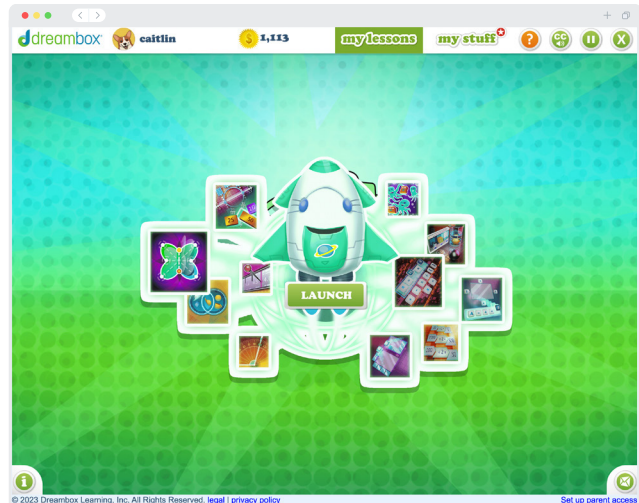 dreambox caitlin 1,113 my lessons my stuff ? CC X
LAUNCH
i
© 2023 Dreambox Learning, Inc. All Rights Reserved. legal | privacy policy Set up parent access